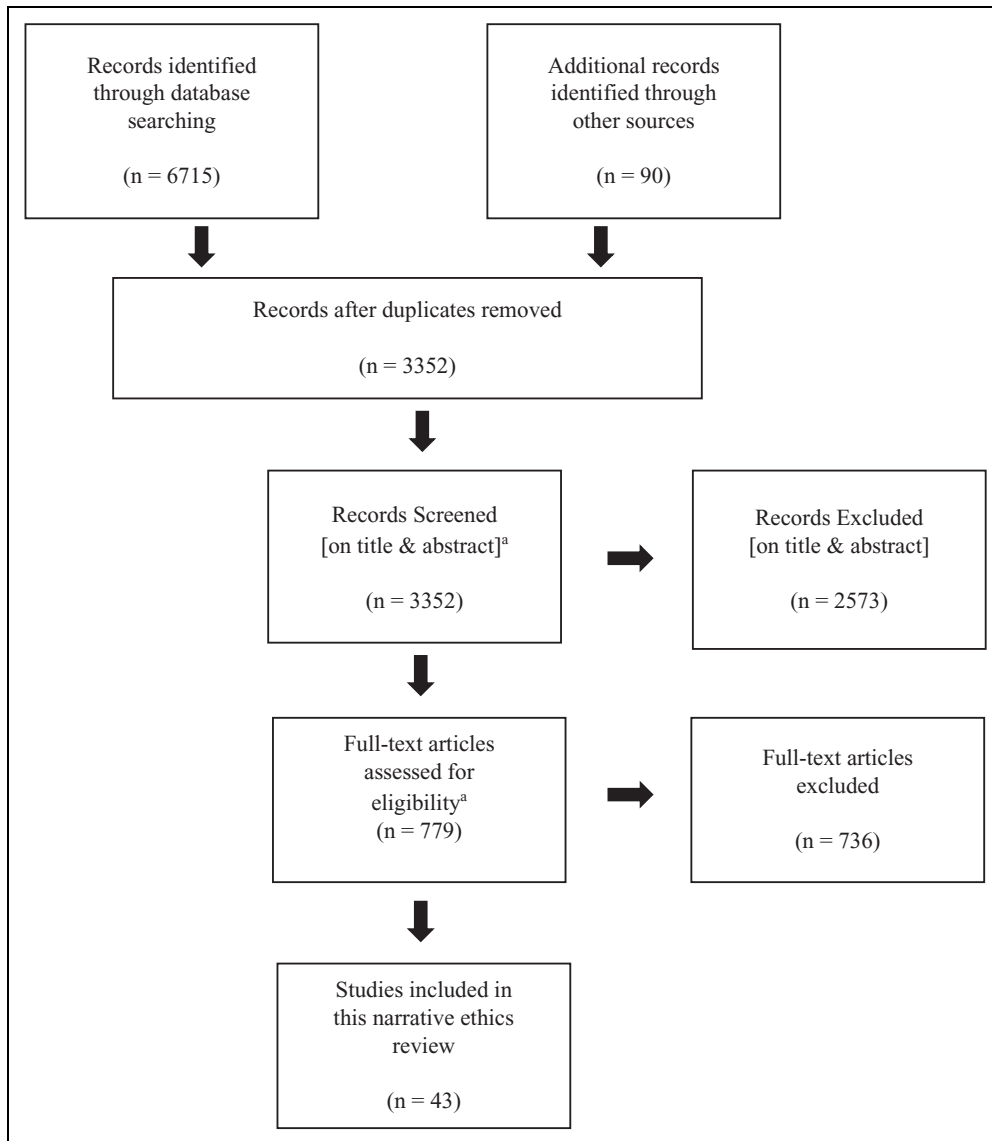 Records identified
through database
searching
(n = 6715)
Additional records
identified through
other sources
(n = 90)
Records after duplicates removed
(n = 3352)
Records Screened
[on title & abstract]ᵃ
(n = 3352)
Records Excluded
[on title & abstract]
(n = 2573)
Full-text articles
assessed for
eligibilityᵃ
(n = 779)
Full-text articles
excluded
(n = 736)
Studies included in
this narrative ethics
review
(n = 43)